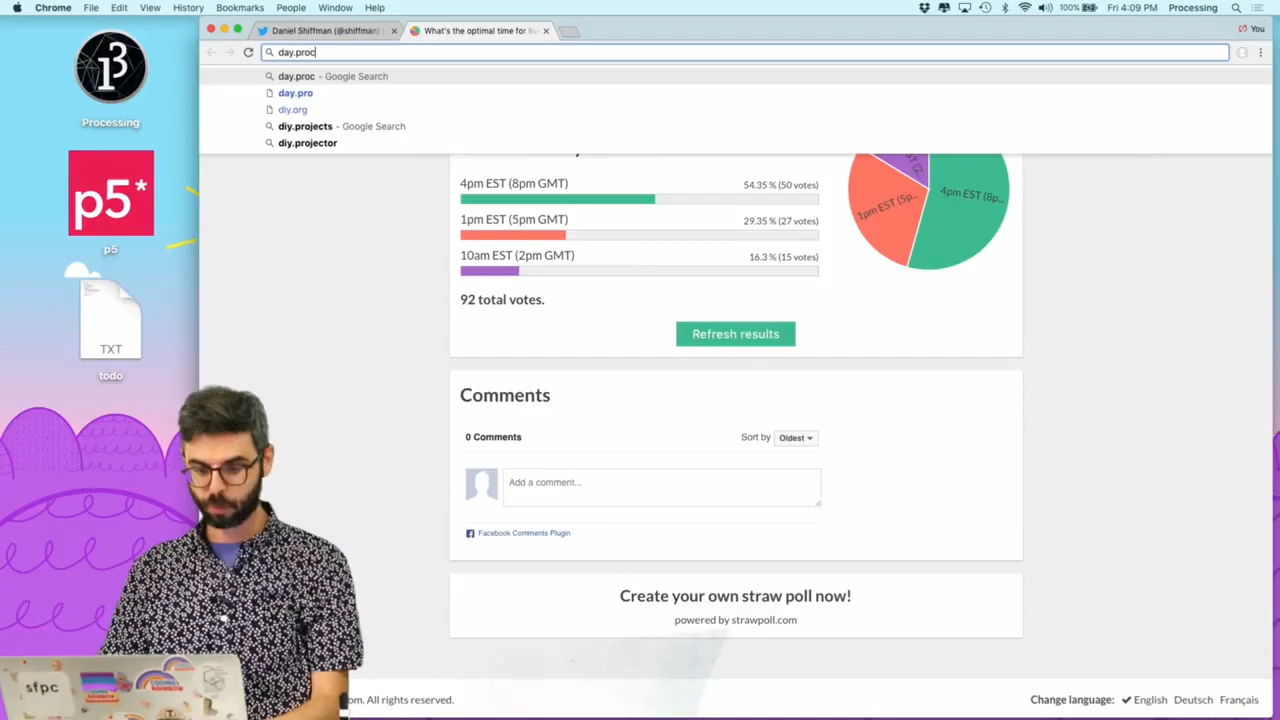 Chrome File Edit View History Bookmarks People Window Help 100% Fri 4:09 PM Processing
Daniel Shiffman (@shiffman) What's the optimal time for liv You
day.proc
day.proc - Google Search
day.pro
diy.org
diy.projects - Google Search
diy.projector
4pm EST (8pm GMT) 54.35 % (50 votes)
1pm EST (5pm GMT) 29.35 % (27 votes)
10am EST (2pm GMT) 16.3 % (15 votes)
92 total votes.
1pm EST (5p...
4pm EST (8p...
Refresh results
Comments
0 Comments Sort by Oldest
Add a comment...
Facebook Comments Plugin
Create your own straw poll now!
powered by strawpoll.com
om. All rights reserved. Change language: English Deutsch Français
Processing
p5*
p5
TXT
todo
sfpc